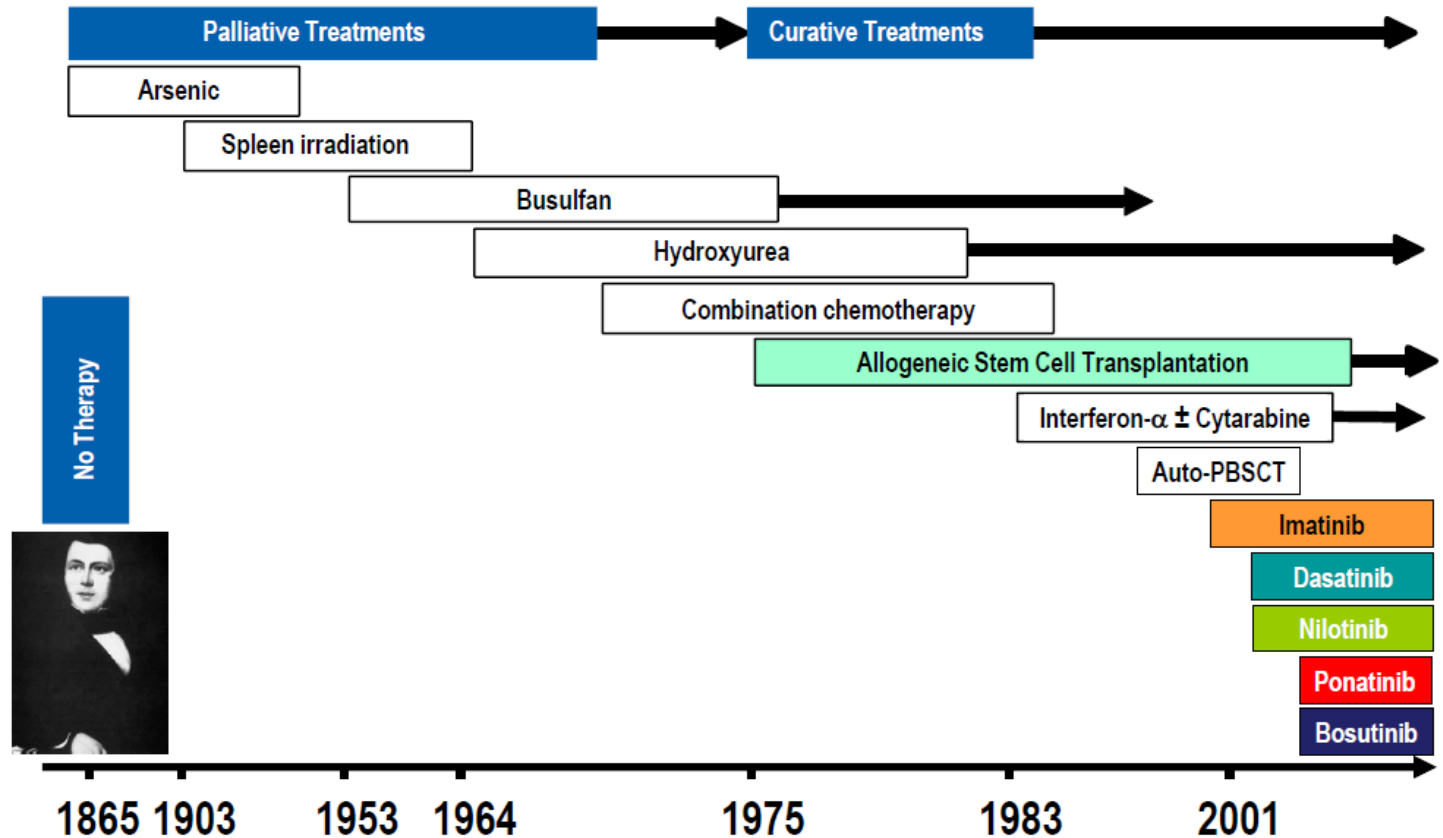 Palliative Treatments
Curative Treatments
Arsenic
Spleen irradiation
Busulfan
Hydroxyurea
Combination chemotherapy
Allogeneic Stem Cell Transplantation
Interferon-α ± Cytarabine
Auto-PBSCT
No Therapy
Imatinib
Dasatinib
Nilotinib
Ponatinib
Bosutinib
1865 1903 1953 1964 1975 1983 2001